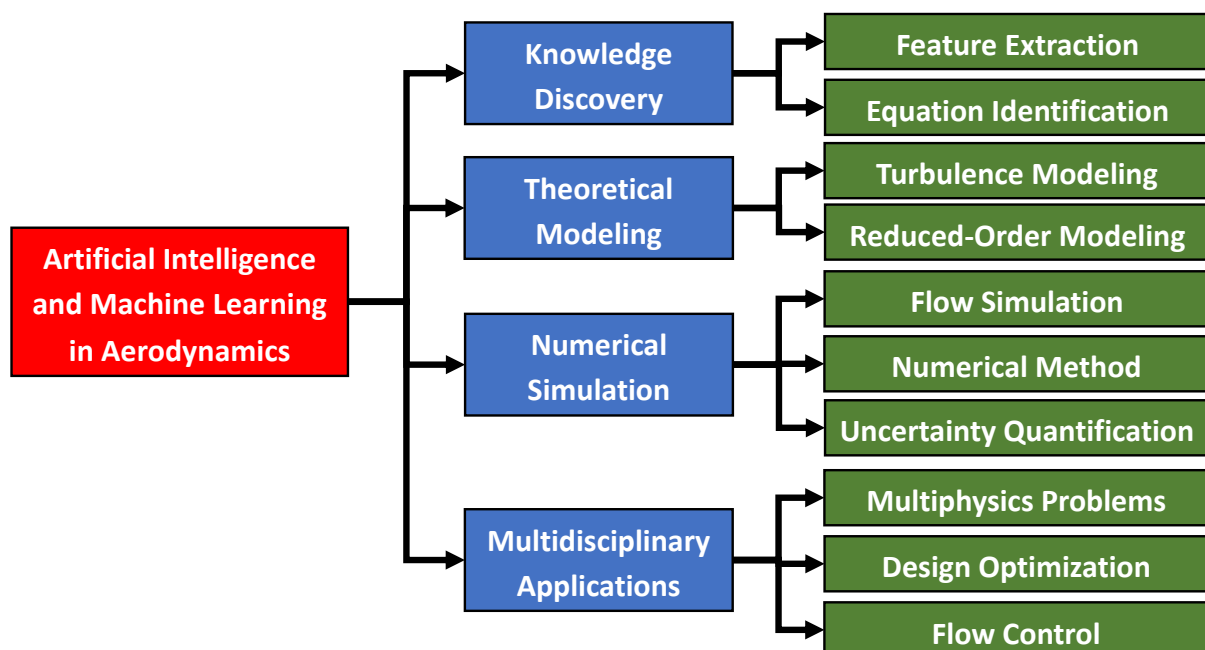 Artificial Intelligence
and Machine Learning
in Aerodynamics
Knowledge
Discovery
Feature Extraction
Equation Identification
Theoretical
Modeling
Turbulence Modeling
Reduced-Order Modeling
Numerical
Simulation
Flow Simulation
Numerical Method
Uncertainty Quantification
Multidisciplinary
Applications
Multiphysics Problems
Design Optimization
Flow Control